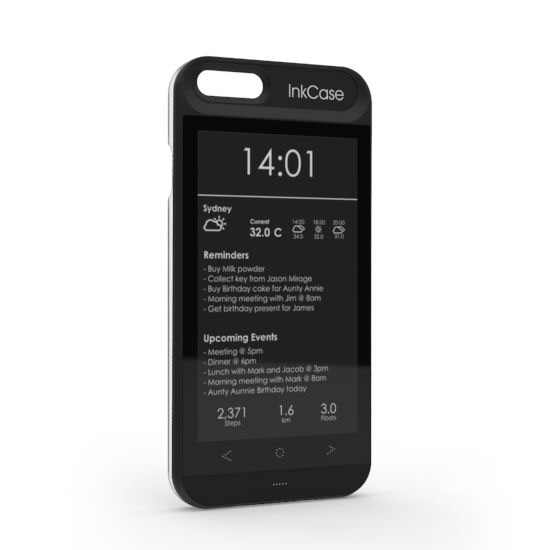 InkCase
14:01
Sydney
Current
32.0 C
14:00 18:00 20:00
34.0 32.0 31.0
Reminders
- Buy Milk powder
- Collect key from Jason Mirage
- Buy Birthday cake for Aunty Annie
- Morning meeting with Jim @ 8am
- Get birthday present for James
Upcoming Events
- Meeting @ 5pm
- Dinner @ 6pm
- Lunch with Mark and Jacob @ 3pm
- Morning meeting with Mark @ 8am
- Aunty Aunnie Birthday today
2,371 1.6 3.0
Steps km Floors